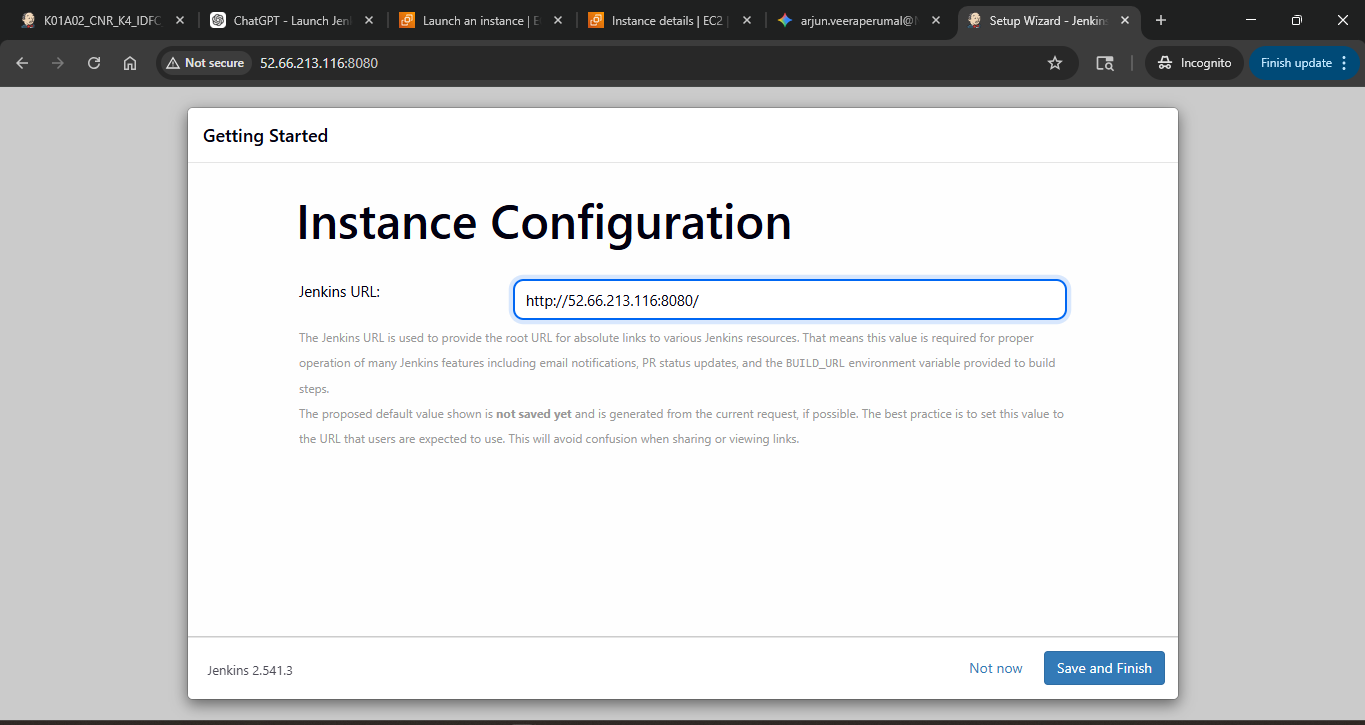 K01A02_CNR_K4_IDFC
ChatGPT - Launch Jen
Launch an instance |
Instance details | EC2 |
arjun.veeraperumal@
Setup Wizard - Jenkin
Not secure
52.66.213.116:8080
Incognito
Finish update
Getting Started
Instance Configuration
Jenkins URL:
http://52.66.213.116:8080/
The Jenkins URL is used to provide the root URL for absolute links to various Jenkins resources. That means this value is required for proper
operation of many Jenkins features including email notifications, PR status updates, and the BUILD_URL environment variable provided to build
steps.
The proposed default value shown is not saved yet and is generated from the current request, if possible. The best practice is to set this value to
the URL that users are expected to use. This will avoid confusion when sharing or viewing links.
Jenkins 2.541.3
Not now
Save and Finish